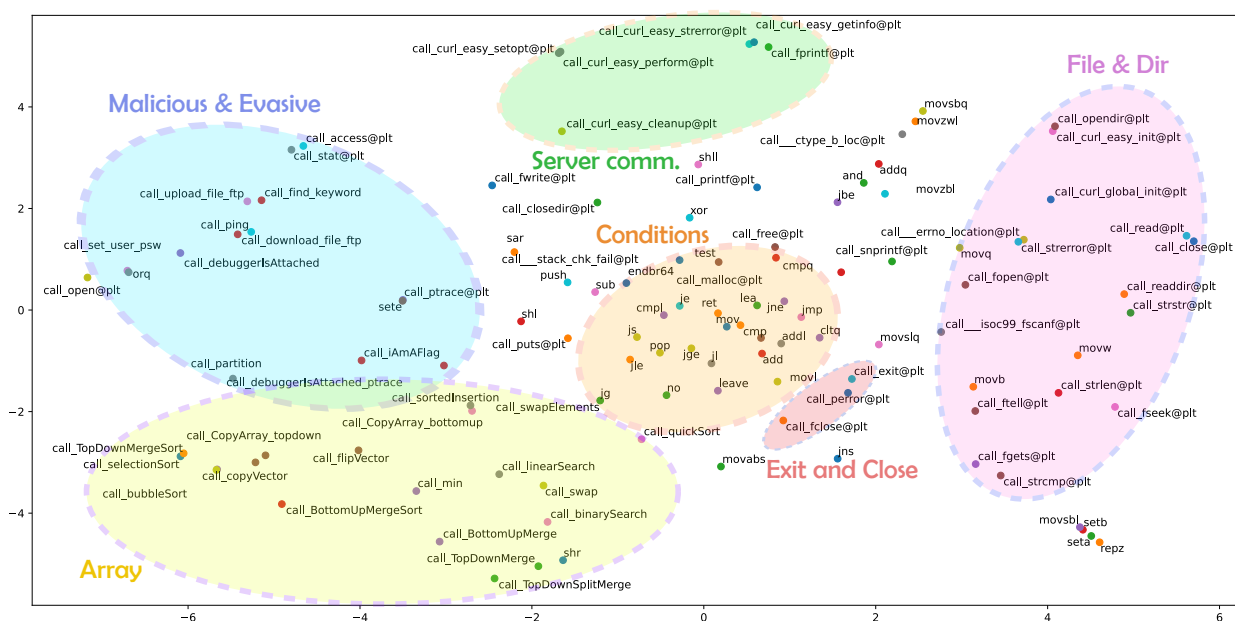 call_curl_easy_getinfo@plt
call_curl_easy_strerror@plt
call_curl_easy_setopt@plt
call_fprintf@plt
call_curl_easy_perform@plt
File & Dir
Malicious & Evasive
movsbq
movzwl
call_opendir@plt
call_curl_easy_init@plt
call_curl_easy_cleanup@plt
call___ctype_b_loc@plt
call_access@plt
call_stat@plt
Server comm.
shll
addq
call_fwrite@plt
call_printf@plt
and
movzbl
call_upload_file_ftp
call_find_keyword
jbe
call_curl_global_init@plt
call_closedir@plt
xor
call_ping
call_download_file_ftp
Conditions
call_free@plt
call___errno_location@plt
call_read@plt
call_set_user_psw
sar
test
call_snprintf@plt
movq
call_strerror@plt
call_close@plt
call_debuggerIsAttached
call___stack_chk_fail@plt
cmpq
orq
push
endbr64
call_malloc@plt
call_fopen@plt
call_readdir@plt
call_open@plt
call_ptrace@plt
sub
je
ret
lea
jne
jmp
call_strstr@plt
sete
cmpl
shl
js
mov
cmp
addl
cltq
call___isoc99_fscanf@plt
call_puts@plt
pop
jge
jl
add
movslq
movw
call_partition
call_iAmAFlag
jle
call_exit@plt
movb
call_debuggerIsAttached_ptrace
no
leave
movl
call_strlen@plt
call_sortedInsertion
call_swapElements
jg
call_perror@plt
call_ftell@plt
call_fseek@plt
call_CopyArray_bottomup
call_CopyArray_topdown
call_quickSort
call_fclose@plt
call_TopDownMergeSort
call_flipVector
call_selectionSort
call_copyVector
call_linearSearch
movabs
jns
Exit and Close
call_fgets@plt
call_bubbleSort
call_min
call_swap
call_strcmp@plt
call_BottomUpMergeSort
call_binarySearch
movsbl
setb
call_BottomUpMerge
shr
seta
repz
Array
call_TopDownMerge
call_TopDownSplitMerge
4
2
0
−2
−4
−6
−4
−2
0
2
4
6